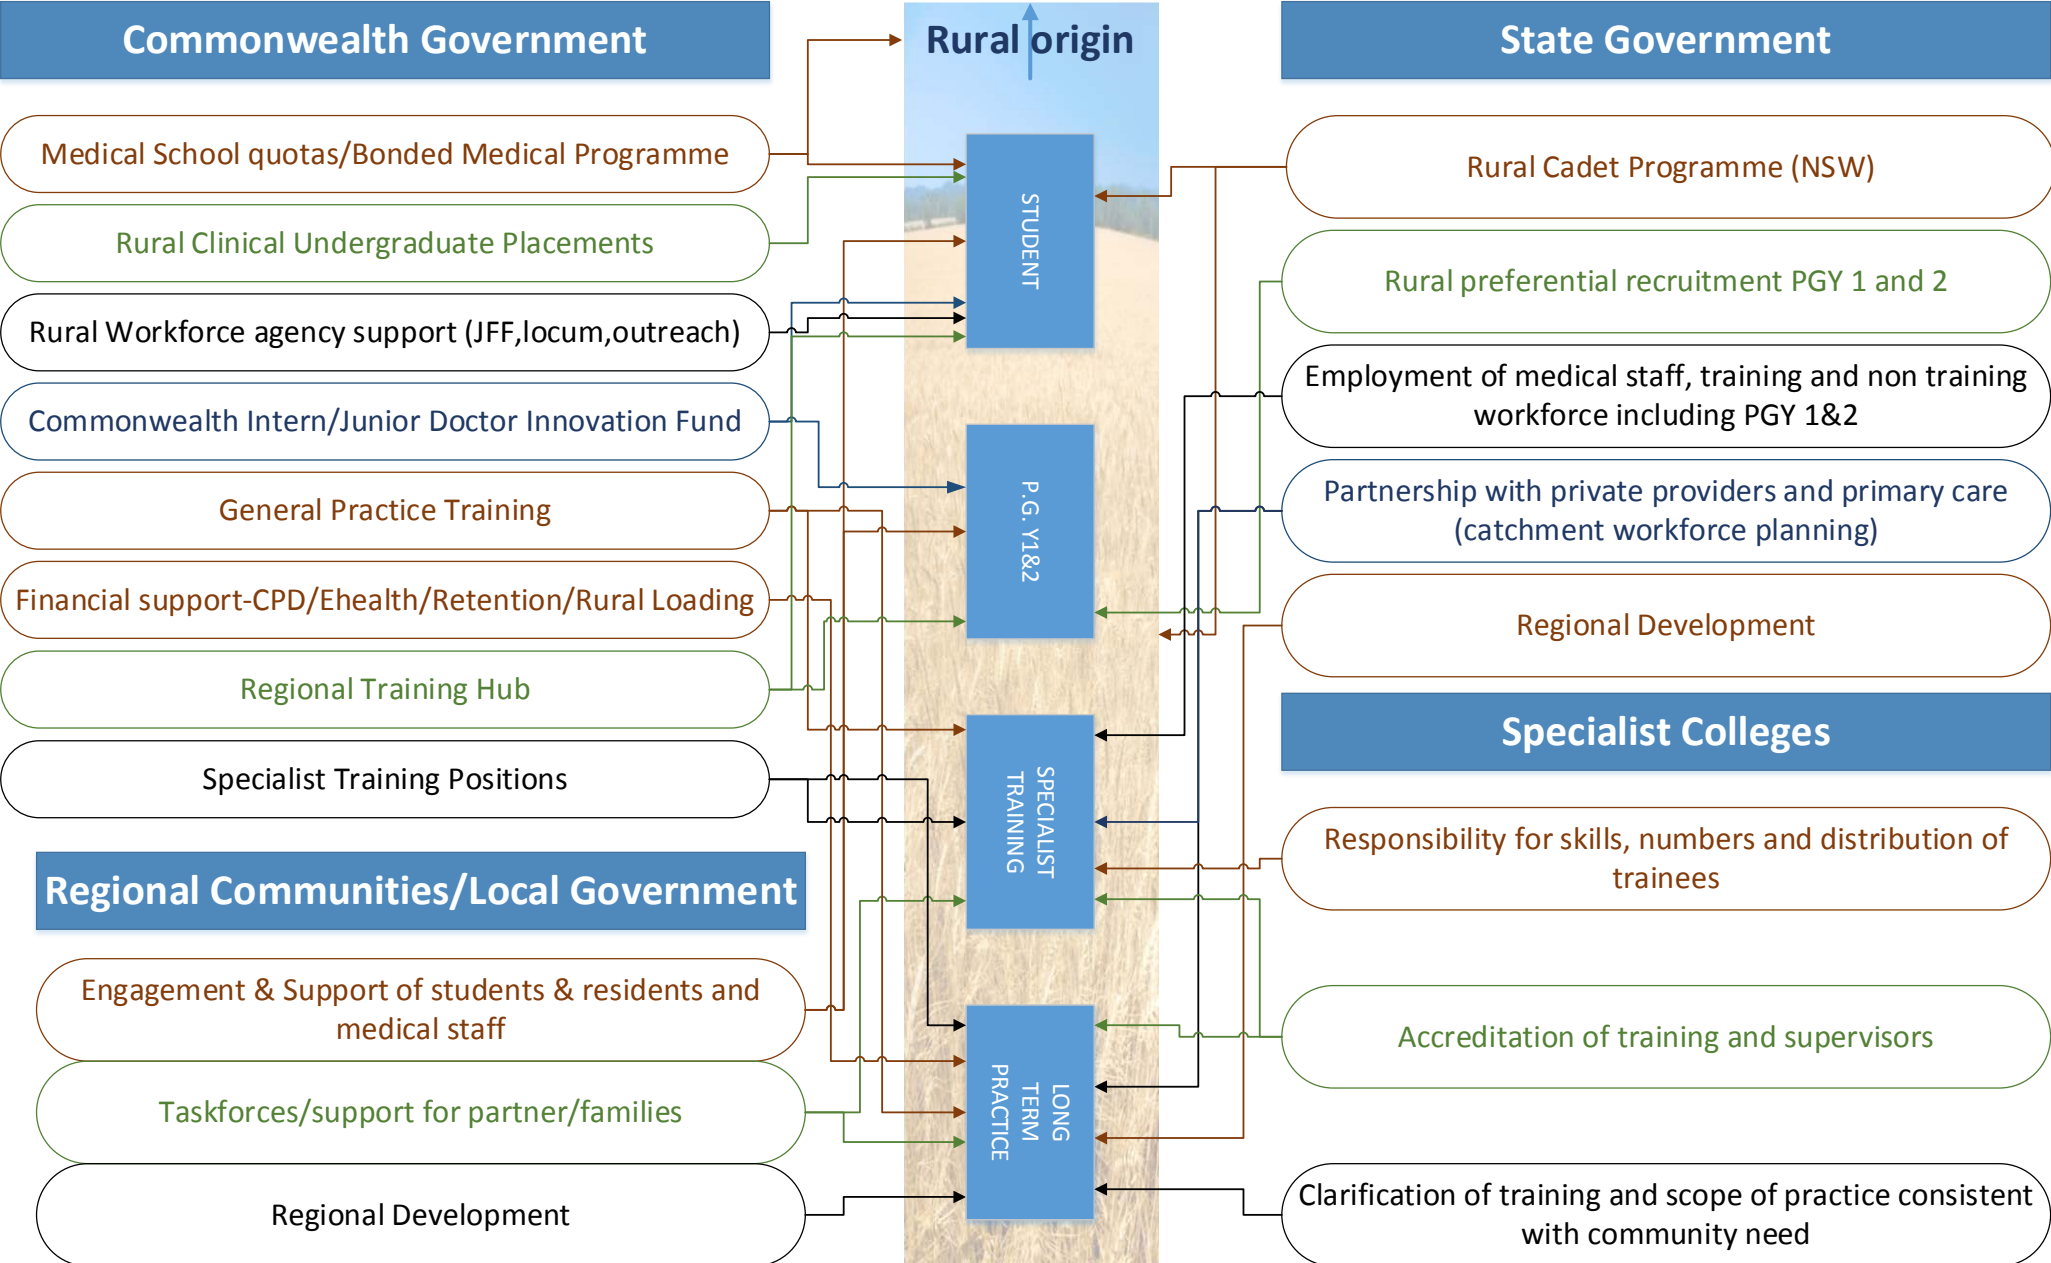 Commonwealth Government
Medical School quotas/Bonded Medical Programme
Rural Clinical Undergraduate Placements
Rural Workforce agency support (JFF,locum,outreach)
Commonwealth Intern/Junior Doctor Innovation Fund
General Practice Training
Financial support-CPD/Ehealth/Retention/Rural Loading
Regional Training Hub
Specialist Training Positions
Regional Communities/Local Government
Engagement & Support of students & residents and
medical staff
Taskforces/support for partner/families
Regional Development
Rural origin
STUDENT
P.G. Y1&2
SPECIALIST
TRAINING
LONG
TERM
PRACTICE
State Government
Rural Cadet Programme (NSW)
Rural preferential recruitment PGY 1 and 2
Employment of medical staff, training and non training
workforce including PGY 1&2
Partnership with private providers and primary care
(catchment workforce planning)
Regional Development
Specialist Colleges
Responsibility for skills, numbers and distribution of
trainees
Accreditation of training and supervisors
Clarification of training and scope of practice consistent
with community need